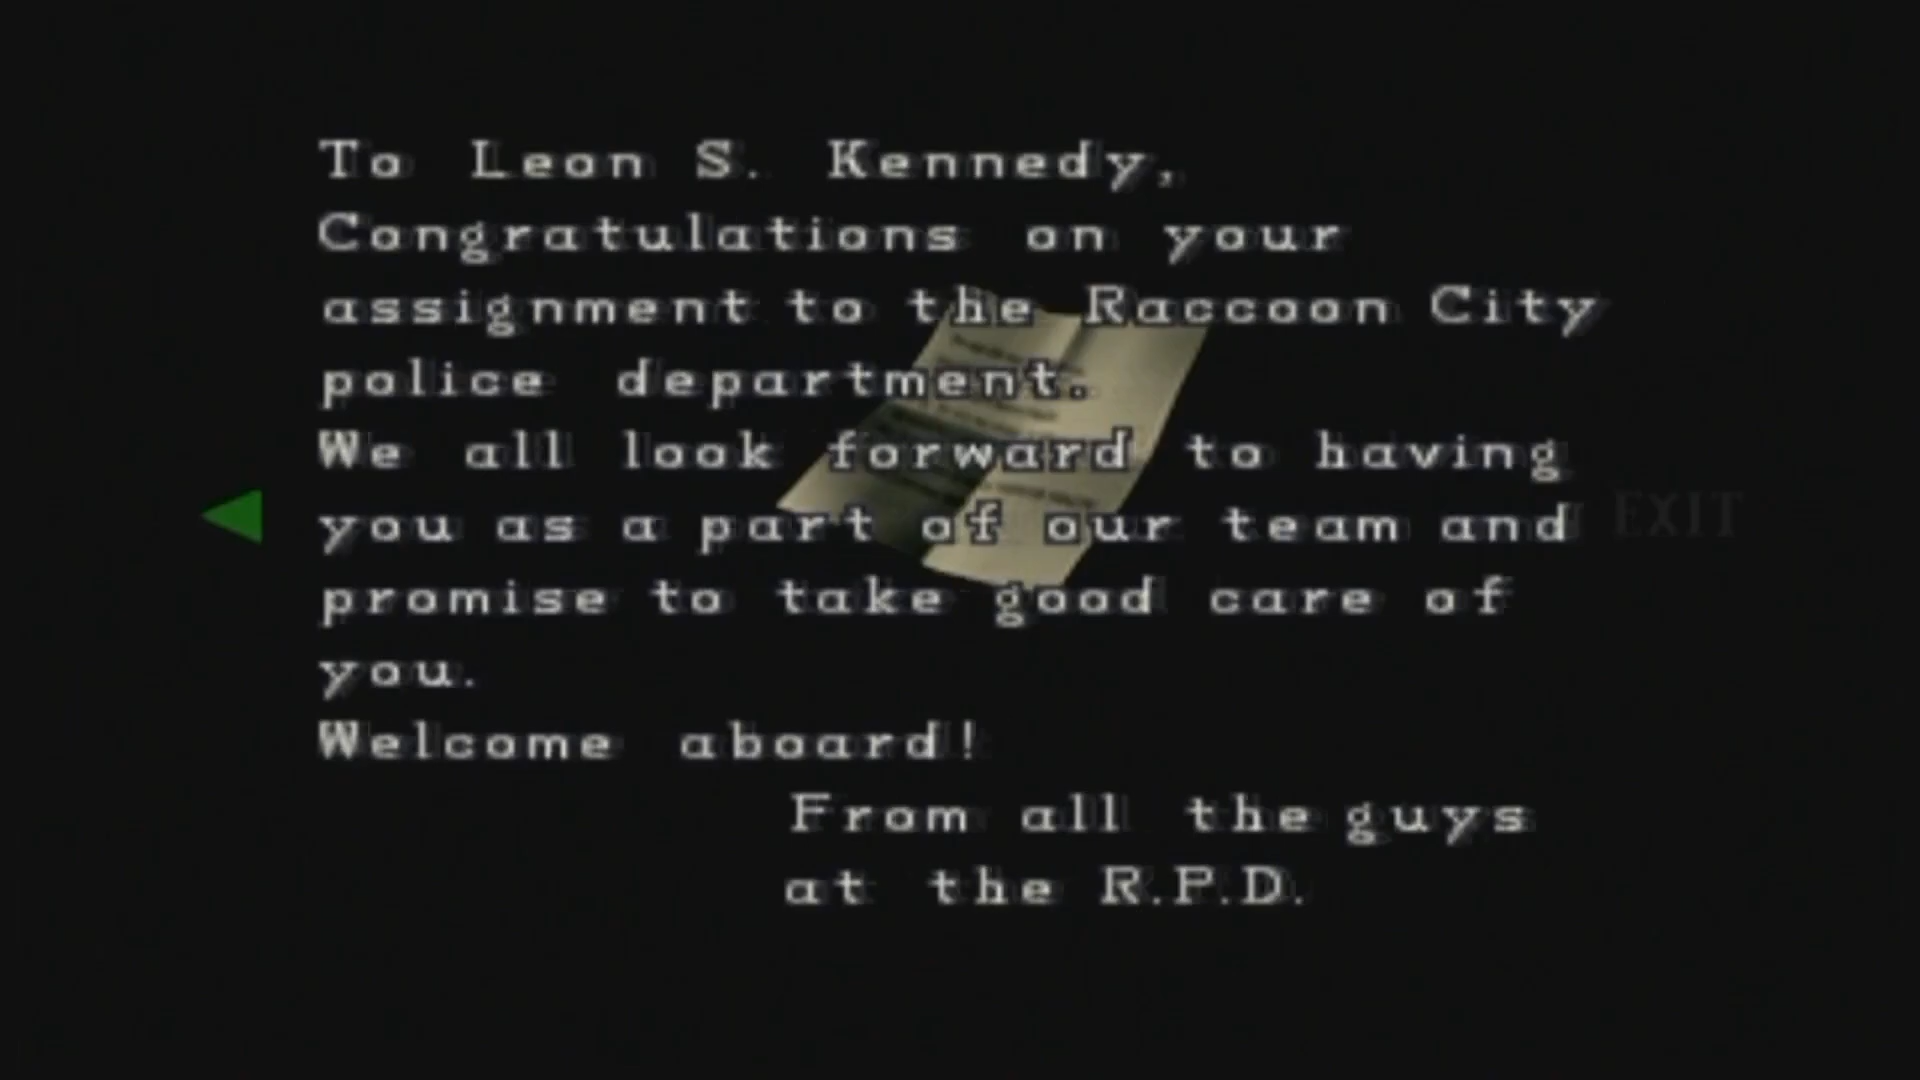 To Leon S. Kennedy,
Congratulations on your
assignment to the Raccoon City
police department.
We all look forward to having
you as a part of our team and
promise to take good care of
you.
Welcome aboard!
From all the guys
at the R.P.D.
EXIT